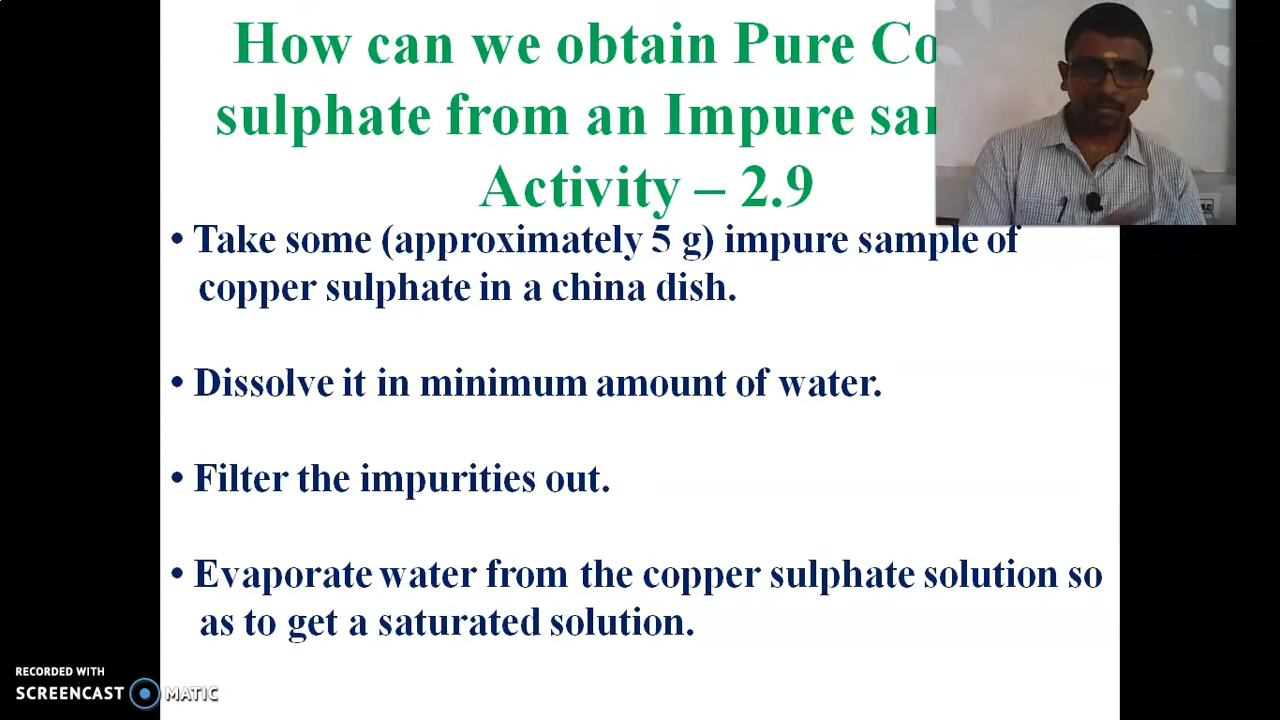 How can we obtain Pure Co
sulphate from an Impure sa
Activity – 2.9
• Take some (approximately 5 g) impure sample of
copper sulphate in a china dish.
• Dissolve it in minimum amount of water.
• Filter the impurities out.
• Evaporate water from the copper sulphate solution so
as to get a saturated solution.
RECORDED WITH
SCREENCAST MATIC